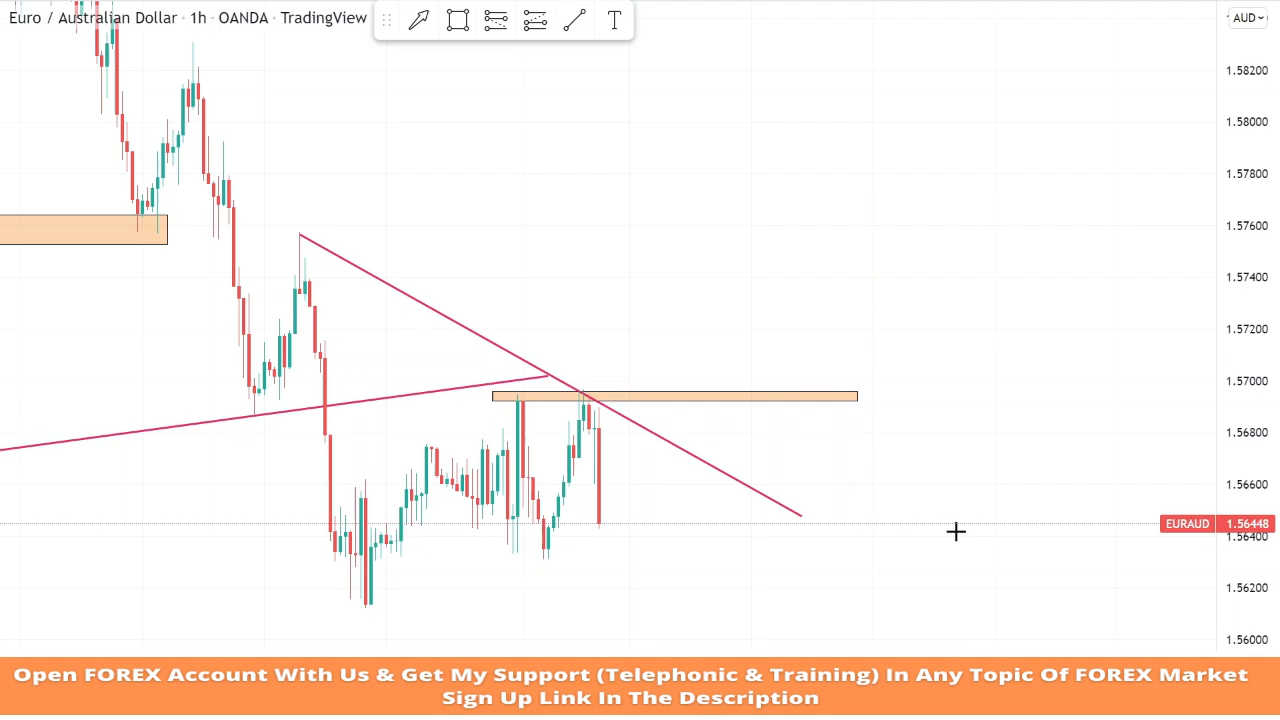 Euro / Australian Dollar · 1h · OANDA · TradingView
T
AUD
1.58200
1.58000
1.57800
1.57600
1.57400
1.57200
1.57000
1.56800
1.56600
EURAUD 1.56448
1.56400
1.56200
1.56000
Open FOREX Account With Us & Get My Support (Telephonic & Training) In Any Topic Of FOREX Market
Sign Up Link In The Description